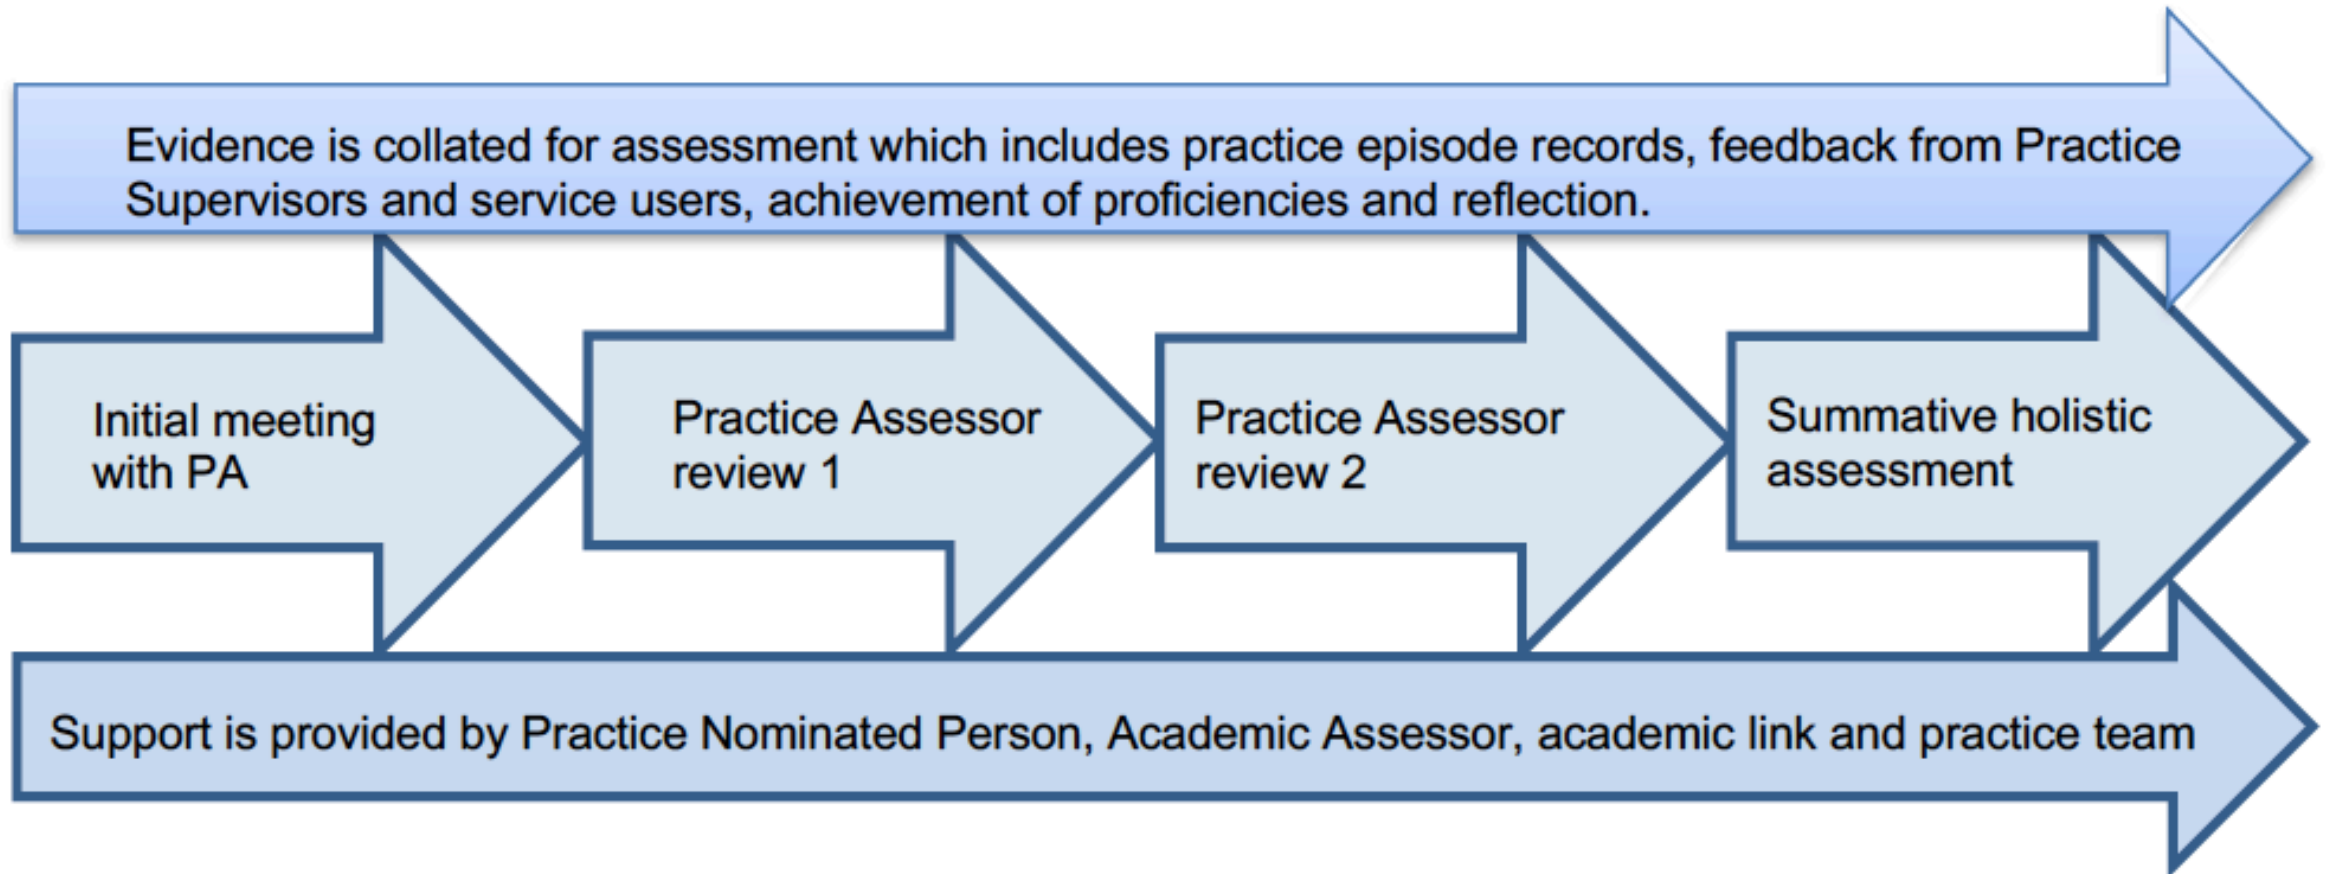 Evidence is collated for assessment which includes practice episode records, feedback from Practice
Supervisors and service users, achievement of proficiencies and reflection.
Initial meeting
with PA
Practice Assessor
review 1
Practice Assessor
review 2
Summative holistic
assessment
Support is provided by Practice Nominated Person, Academic Assessor, academic link and practice team